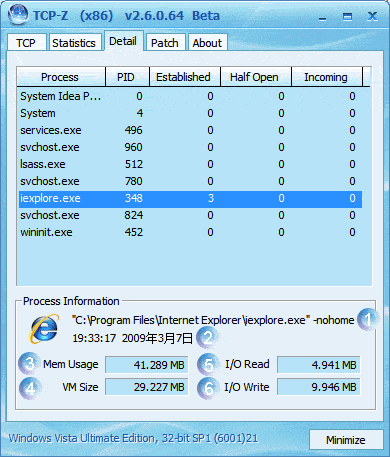 TCP-Z (x86) v2.6.0.64 Beta
TCP Statistics Detail Patch About
Process PID Established Half Open Incoming
System Idea P... 0 0 0 0
System 4 0 0 0
services.exe 496 0 0 0
svchost.exe 960 0 0 0
lsass.exe 512 0 0 0
svchost.exe 780 0 0 0
iexplore.exe 348 3 0 0
svchost.exe 824 0 0 0
wininit.exe 452 0 0 0
Process Information
"C:\Program Files\Internet Explorer\iexplore.exe" -nohome 1
19:33:17 2009年3月7日 2
3 Mem Usage 41.289 MB 5 I/O Read 4.941 MB
4 VM Size 29.227 MB 6 I/O Write 9.946 MB
Windows Vista Ultimate Edition, 32-bit SP1 (6001)21
Minimize